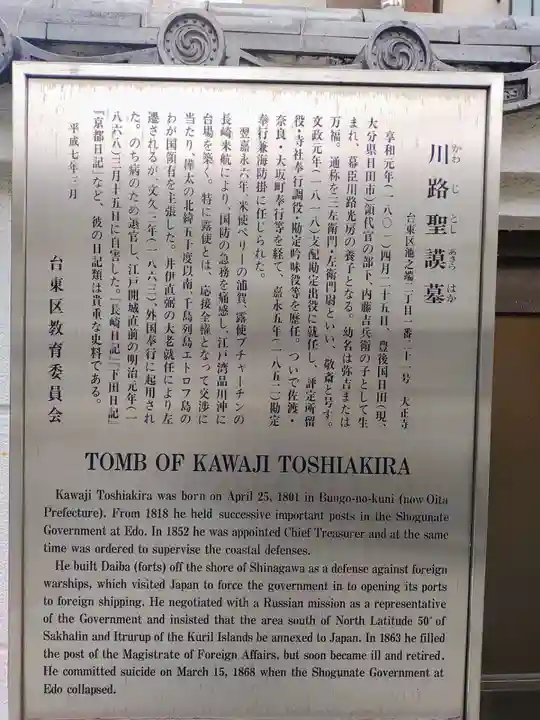 川路聖謨墓
かわ じ とし あきら はか
台東区池之端二丁目一番二十一号 大正寺
享和元年(一八〇一)四月二十五日、豊後国日田(現、
大分県日田市)領代官の部下、内藤吉兵衛の子として生
まれ、幕臣川路光房の養子となる。幼名は弥吉または
万福。通称を三左衛門・左衛門尉といい、敬斎と号す。
文政元年(一八一八)支配勘定出役に就任し、評定所留
役・寺社奉行調役・勘定吟味役等を歴任。ついで佐渡・
奈良・大坂町奉行等を経て、嘉永五年(一八五二)勘定
奉行兼海防掛に任じられた。
翌嘉永六年、米使ペリーの浦賀、露使プチャーチンの
長崎来航により、国防の急務を痛感し、江戸湾品川沖に
台場を築く。特に露使とは、応接全権となって交渉に
当たり、樺太の北緯五十度以南、千島列島エトロフ島の
わが国領有を主張した。井伊直弼の大老就任により左
遷されるが、文久三年(一八六三)、外国奉行に起用され
た。のち病のため退官し、江戸開城直前の明治元年(一
八六八)三月十五日に自害した。『長崎日記』『下田日記』
『京都日記』など、彼の日記類は貴重な史料である。
平成七年三月
台東区教育委員会
TOMB OF KAWAJI TOSHIAKIRA
Kawaji Toshiakira was born on April 25, 1801 in Bungo-no-kuni (now Oita
Prefecture). From 1818 he held successive important posts in the Shogunate
Government at Edo. In 1852 he was appointed Chief Treasurer and at the same
time was ordered to supervise the coastal defenses.
He built Daiba (forts) off the shore of Shinagawa as a defense against foreign
warships, which visited Japan to force the government in to opening its ports
to foreign shipping. He negotiated with a Russian mission as a representative
of the Government and insisted that the area south of North Latitude 50° of
Sakhalin and Itrurup of the Kuril Islands be annexed to Japan. In 1863 he filled
the post of the Magistrate of Foreign Affairs, but soon became ill and retired.
He committed suicide on March 15, 1868 when the Shogunate Government at
Edo collapsed.